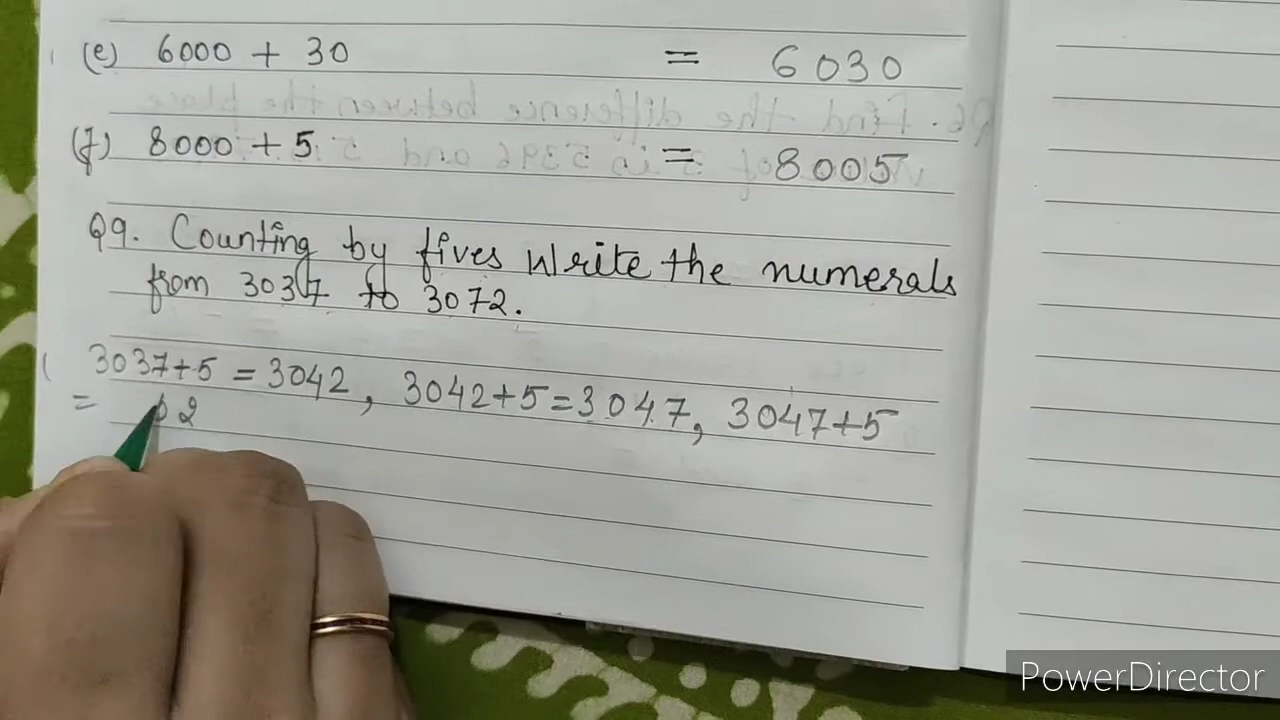 (e) 6000 + 30 = 6030
(f) 8000 + 5 = 8005
Q9. Counting by fives Write the numerals
from 3037 to 3072.
3037+5 = 3042, 3042+5=3047, 3047+5
= 2
PowerDirector